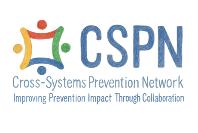 CSPN
Cross-Systems Prevention Network
Improving Prevention Impact Through Collaboration